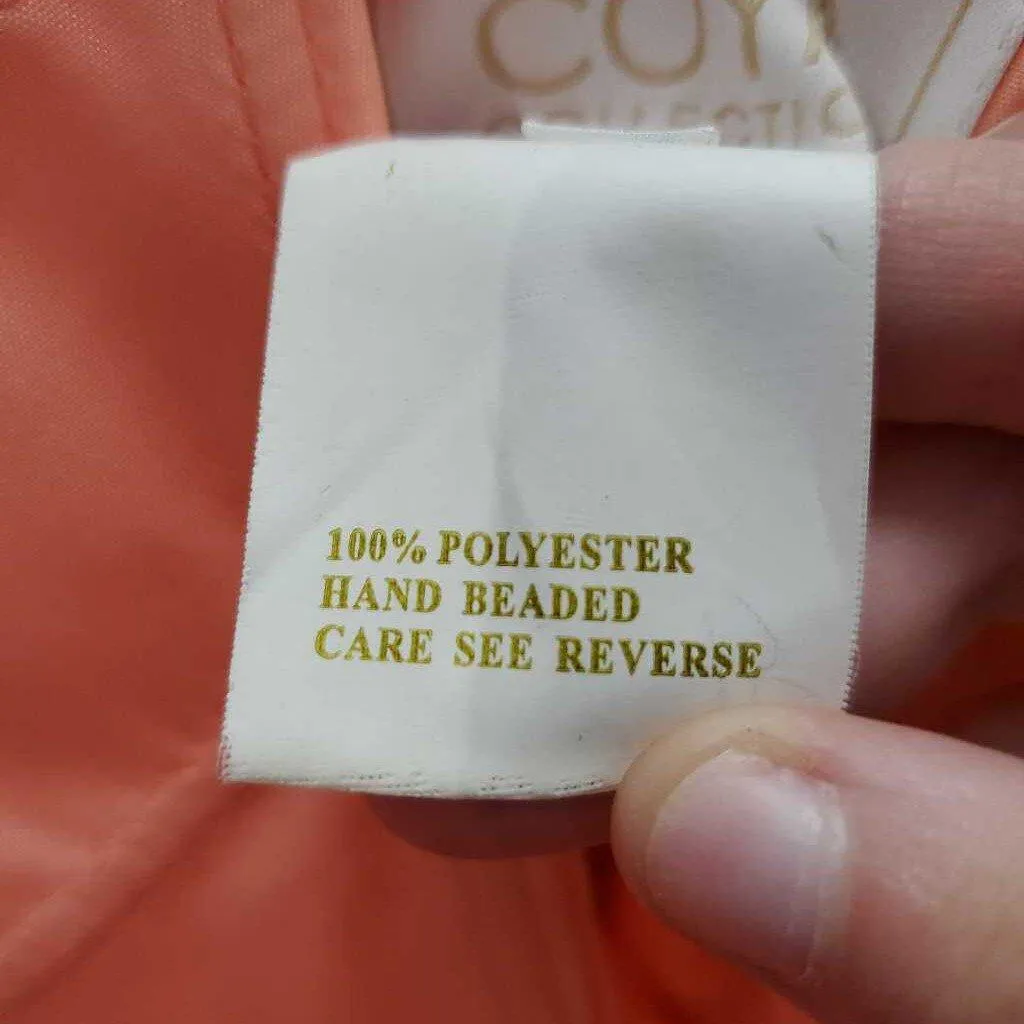 100% POLYESTER
HAND BEADED
CARE SEE REVERSE